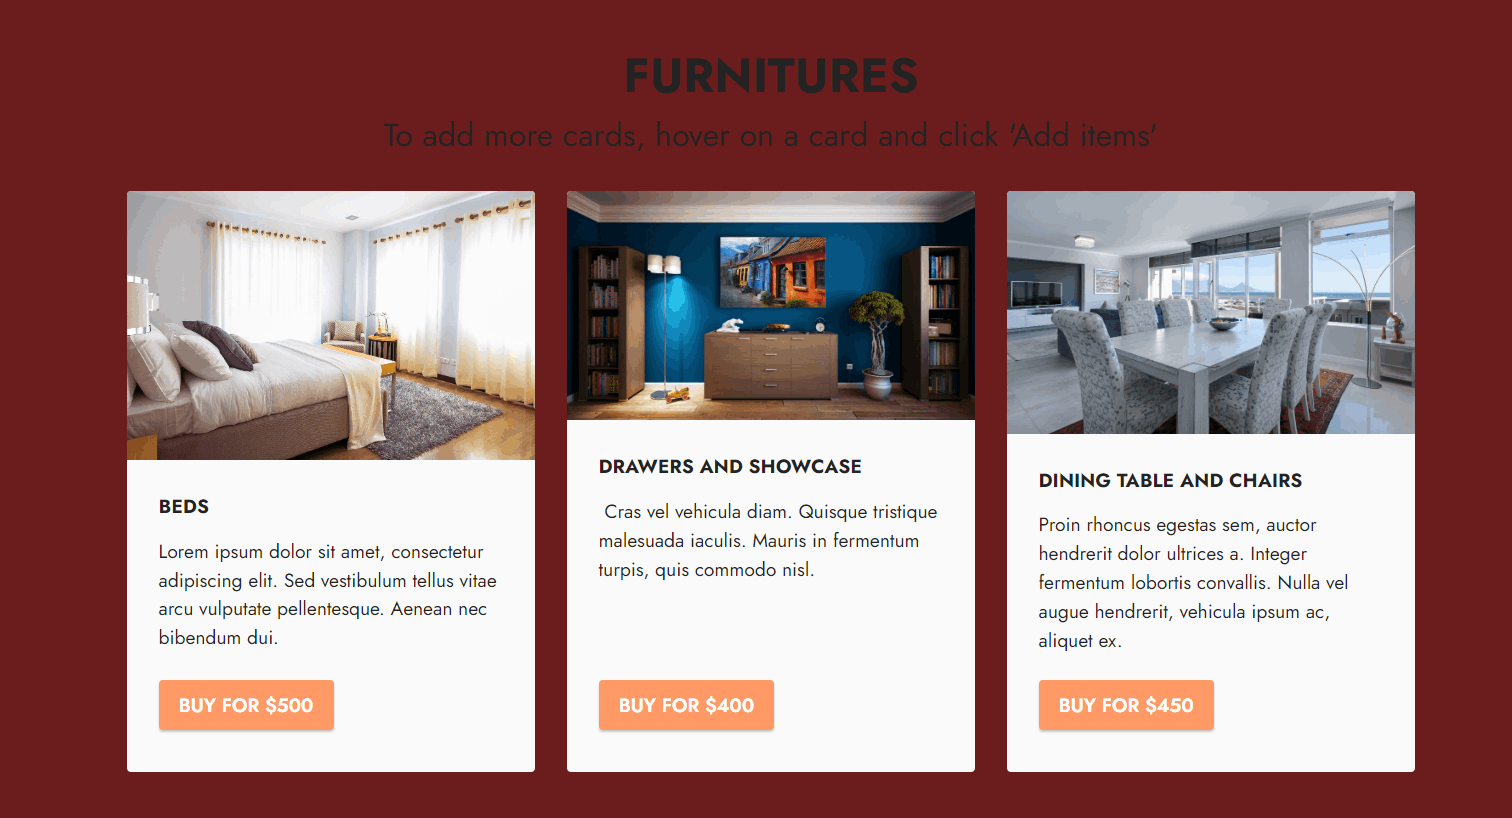 FURNITURES
To add more cards, hover on a card and click 'Add items'
BEDS
Lorem ipsum dolor sit amet, consectetur
adipiscing elit. Sed vestibulum tellus vitae
arcu vulputate pellentesque. Aenean nec
bibendum dui.
BUY FOR $500
DRAWERS AND SHOWCASE
Cras vel vehicula diam. Quisque tristique
malesuada iaculis. Mauris in fermentum
turpis, quis commodo nisl.
BUY FOR $400
DINING TABLE AND CHAIRS
Proin rhoncus egestas sem, auctor
hendrerit dolor ultrices a. Integer
fermentum lobortis convallis. Nulla vel
augue hendrerit, vehicula ipsum ac,
aliquet ex.
BUY FOR $450